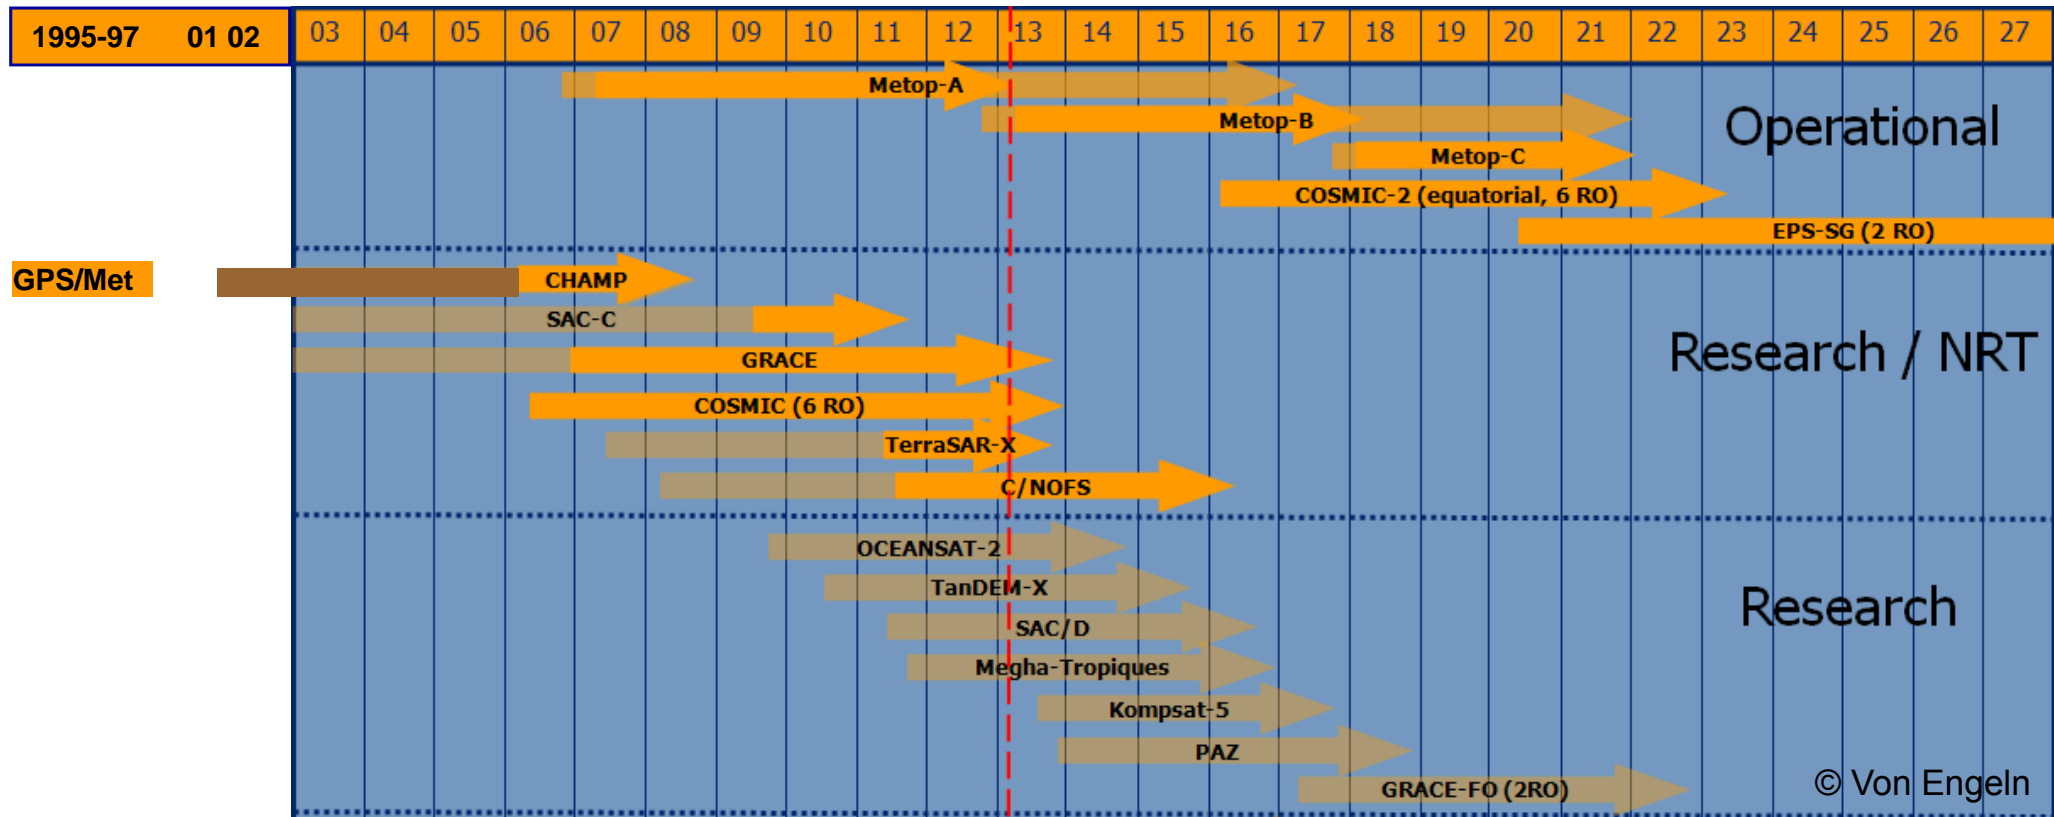 1995-97 01 02 03 04 05 06 07 08 09 10 11 12 13 14 15 16 17 18 19 20 21 22 23 24 25 26 27
Metop-A
Metop-B
Operational
Metop-C
COSMIC-2 (equatorial, 6 RO)
EPS-SG (2 RO)
GPS/Met
CHAMP
SAC-C
Research / NRT
GRACE
COSMIC (6 RO)
TerraSAR-X
C/NOFS
OCEANSAT-2
TanDEM-X
Research
SAC/D
Megha-Tropiques
Kompsat-5
PAZ
GRACE-FO (2RO)
© Von Engeln